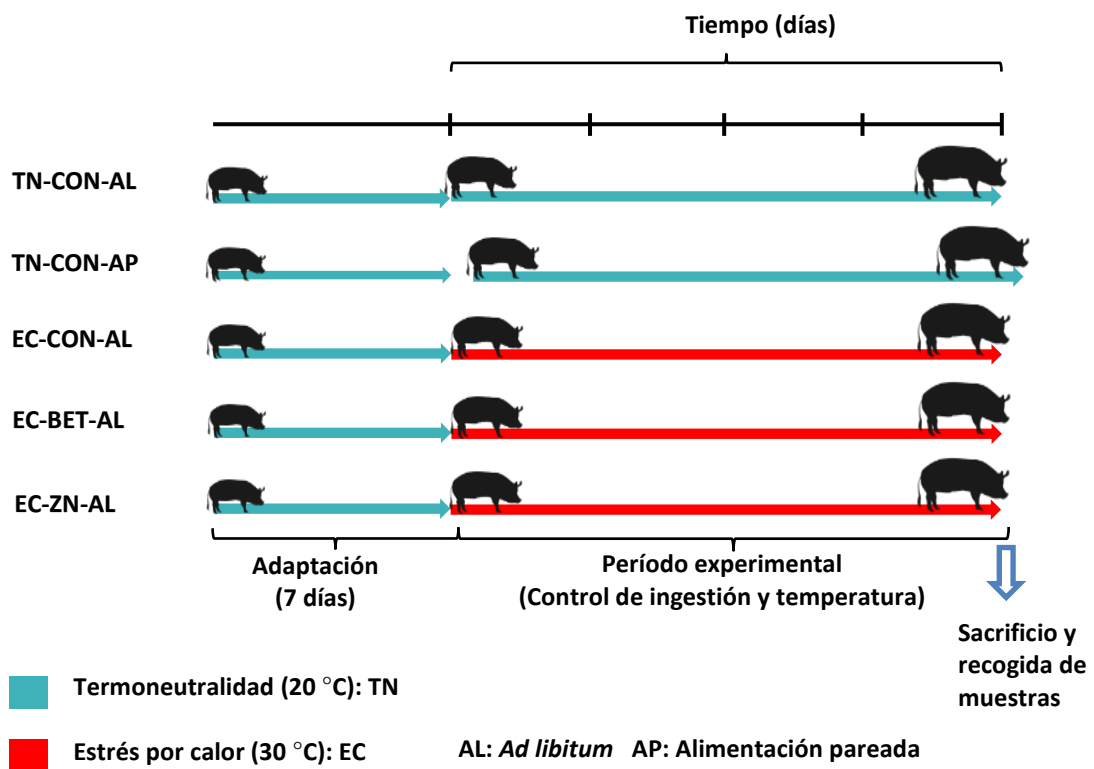 Tiempo (días)
TN-CON-AL
TN-CON-AP
EC-CON-AL
EC-BET-AL
EC-ZN-AL
Adaptación
(7 días)
Período experimental
(Control de ingestión y temperatura)
Sacrificio y
recogida de
muestras
Termoneutralidad (20 °C): TN
Estrés por calor (30 °C): EC
AL: Ad libitum AP: Alimentación pareada